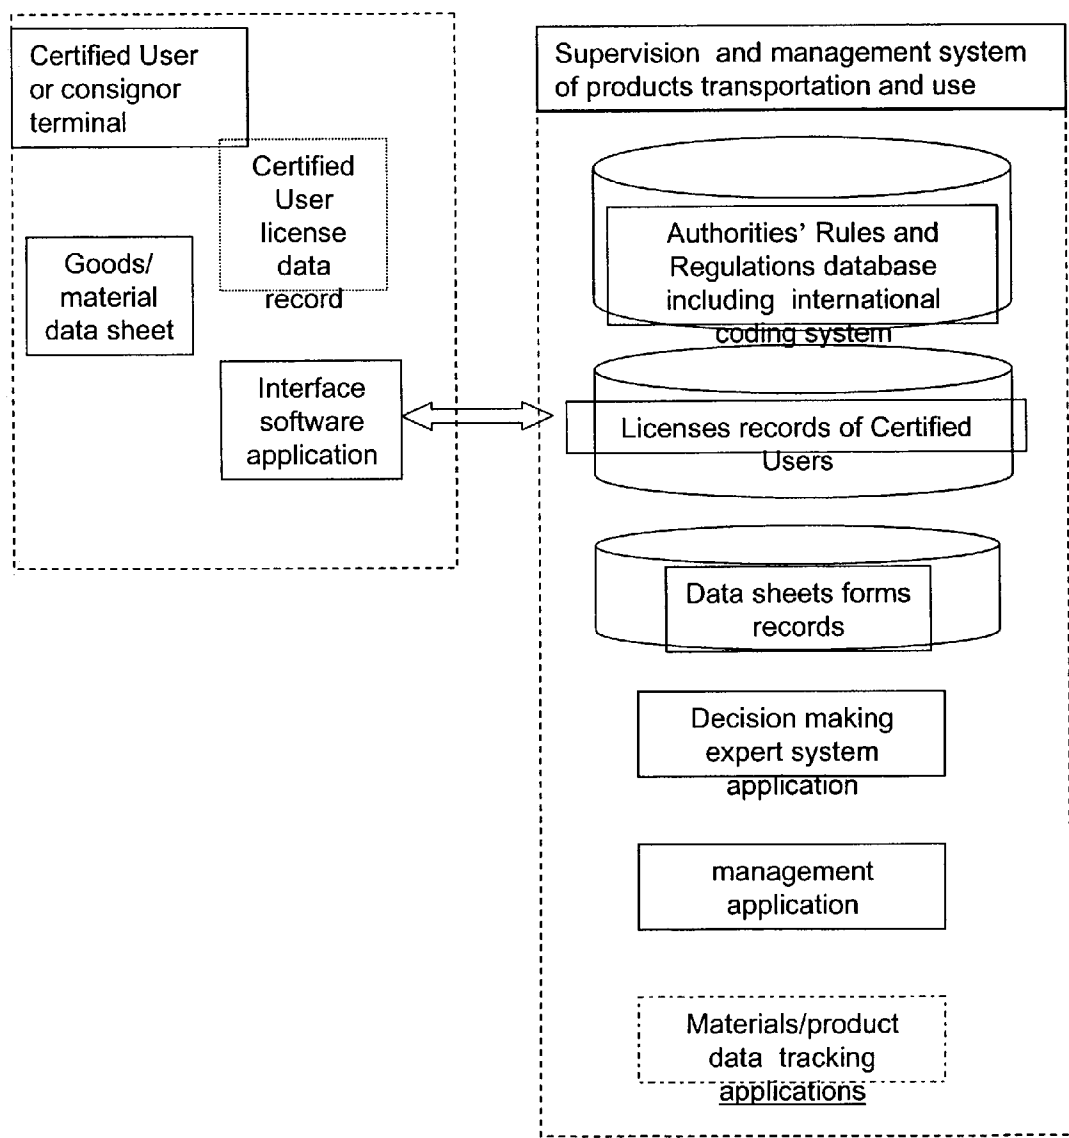 Certified User
or consignor
terminal
Certified
User
license
data
record
Goods/
material
data sheet
Interface
software
application
Supervision and management system
of products transportation and use
Authorities’ Rules and
Regulations database
including international
coding system
Licenses records of Certified
Users
Data sheets forms
records
Decision making
expert system
application
management
application
Materials/product
data tracking
applications